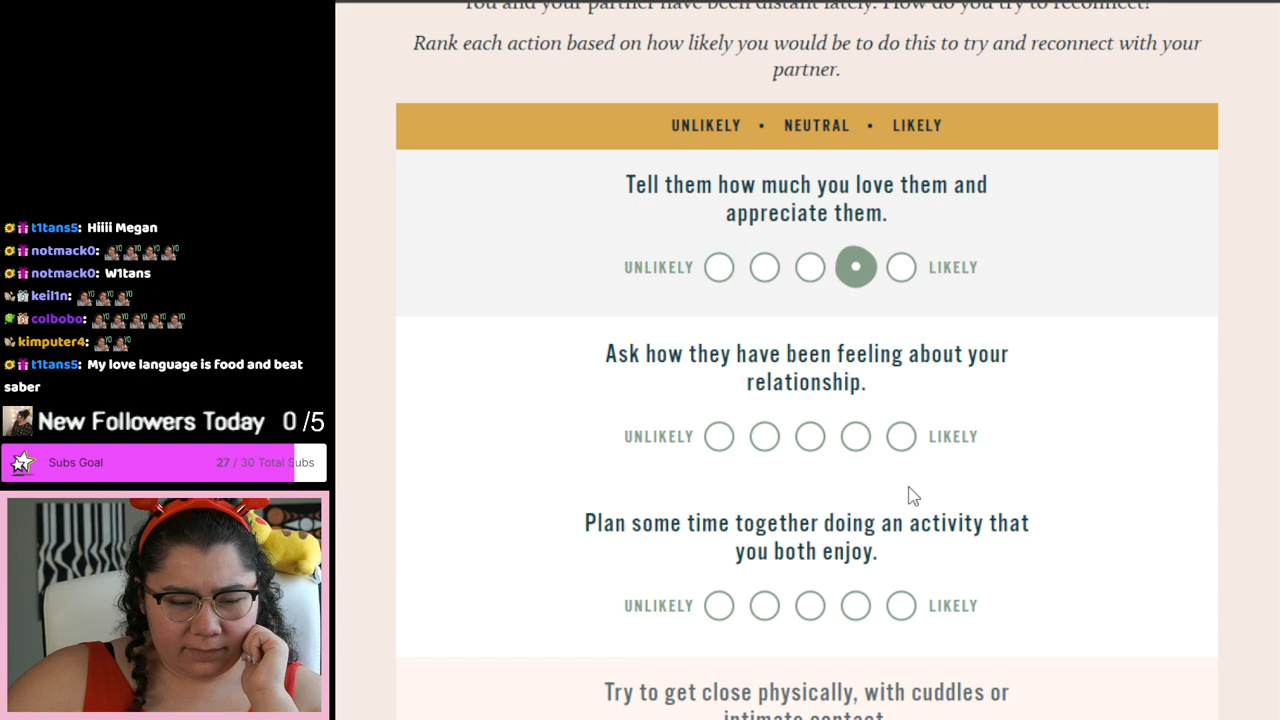 You and your partner have been distant lately. How do you try to reconnect?
Rank each action based on how likely you would be to do this to try and reconnect with your
partner.
UNLIKELY • NEUTRAL • LIKELY
Tell them how much you love them and
appreciate them.
UNLIKELY LIKELY
Ask how they have been feeling about your
relationship.
UNLIKELY LIKELY
Plan some time together doing an activity that
you both enjoy.
UNLIKELY LIKELY
Try to get close physically, with cuddles or
intimate contact.
t1tans5: Hiiii Megan
notmack0:
notmack0: W1tans
keil1n:
colbobo:
kimputer4:
t1tans5: My love language is food and beat
saber
New Followers Today 0 /5
Subs Goal 27 / 30 Total Subs